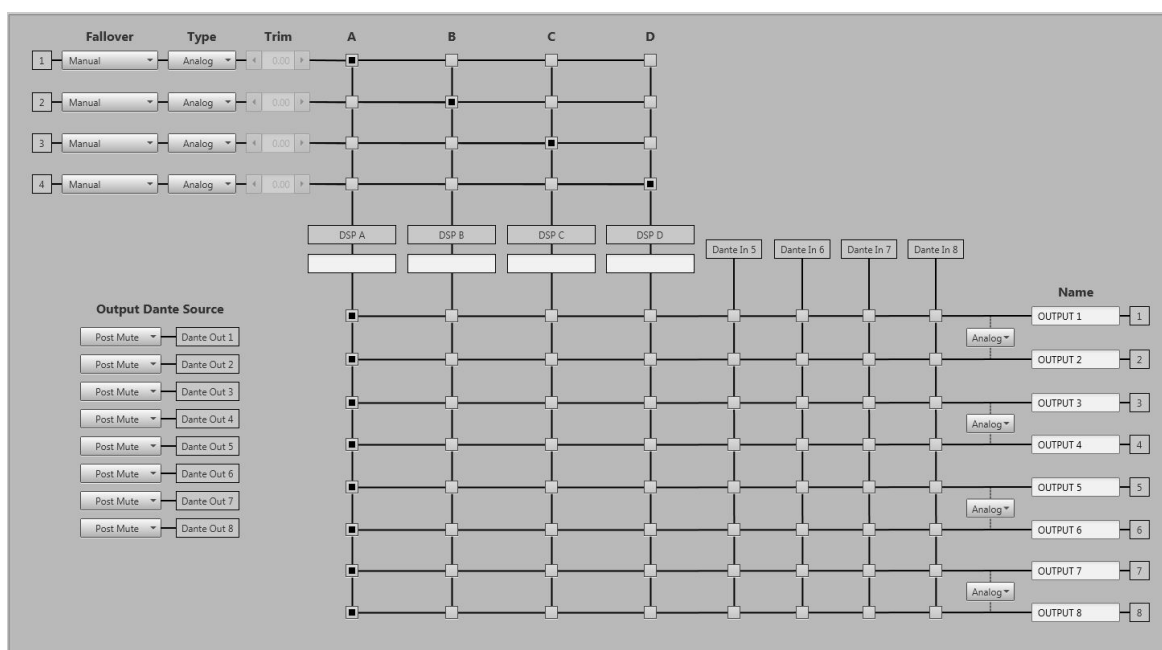 Fallover Type Trim A B C D
1 Manual Analog 0.00
2 Manual Analog 0.00
3 Manual Analog 0.00
4 Manual Analog 0.00
DSP A DSP B DSP C DSP D
Dante In 5 Dante In 6 Dante In 7 Dante In 8
Name
Output Dante Source
OUTPUT 1 1
Post Mute Dante Out 1
Analog
Post Mute Dante Out 2
OUTPUT 2 2
Post Mute Dante Out 3
OUTPUT 3 3
Post Mute Dante Out 4
Analog
Post Mute Dante Out 5
OUTPUT 4 4
Post Mute Dante Out 6
OUTPUT 5 5
Post Mute Dante Out 7
Analog
Post Mute Dante Out 8
OUTPUT 6 6
OUTPUT 7 7
Analog
OUTPUT 8 8